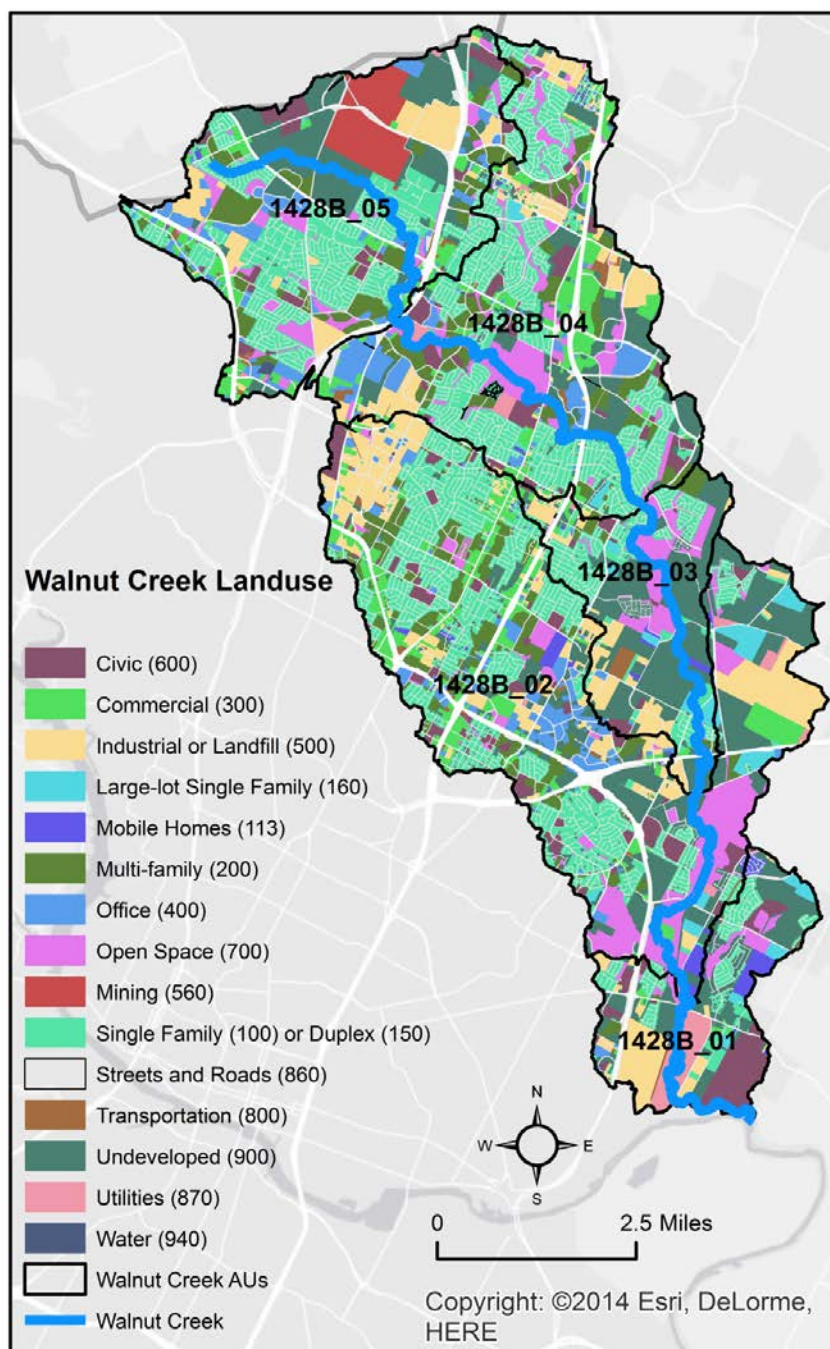 1428B_05
1428B_04
1428B_03
1428B_02
1428B_01
Walnut Creek Landuse
Civic (600)
Commercial (300)
Industrial or Landfill (500)
Large-lot Single Family (160)
Mobile Homes (113)
Multi-family (200)
Office (400)
Open Space (700)
Mining (560)
Single Family (100) or Duplex (150)
Streets and Roads (860)
Transportation (800)
Undeveloped (900)
Utilities (870)
Water (940)
Walnut Creek AUs
Walnut Creek
N
W E
S
0 2.5 Miles
Copyright: ©2014 Esri, DeLorme,
HERE